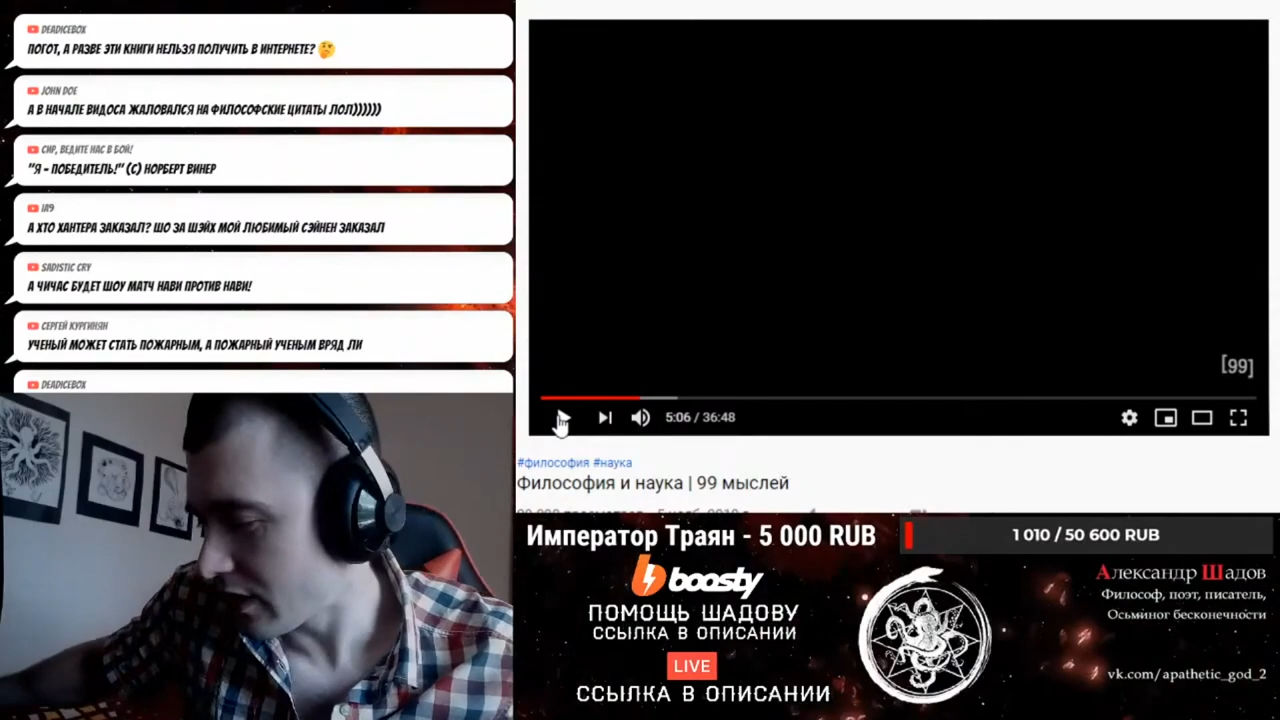 DEADICEBOX
ПОГОТ, А РАЗВЕ ЭТИ КНИГИ НЕЛЬЗЯ ПОЛУЧИТЬ В ИНТЕРНЕТЕ? 🤔
JOHN DOE
А В НАЧАЛЕ ВИДОСА ЖАЛОВАЛСЯ НА ФИЛОСОФСКИЕ ЦИТАТЫ ЛОЛ))))))
СИР, ВЕДИТЕ НАС В БОЙ!
"Я - ПОБЕДИТЕЛЬ!" (С) НОРБЕРТ ВИНЕР
IA9
А ХТО ХАНТЕРА ЗАКАЗАЛ? ШО ЗА ШЭЙХ МОЙ ЛЮБИМЫЙ СЭЙНЕН ЗАКАЗАЛ
SADISTIC CRY
А ЧИЧАС БУДЕТ ШОУ МАТЧ НАВИ ПРОТИВ НАВИ!
СЕРГЕЙ КУРГИНЯН
УЧЕНЫЙ МОЖЕТ СТАТЬ ПОЖАРНЫМ, А ПОЖАРНЫЙ УЧЕНЫМ ВРЯД ЛИ
DEADICEBOX
[99]
5:06 / 36:48
#философия #наука
Философия и наука | 99 мыслей
Император Траян - 5 000 RUB
1 010 / 50 600 RUB
boosty
ПОМОЩЬ ШАДОВУ
ССЫЛКА В ОПИСАНИИ
LIVE
ССЫЛКА В ОПИСАНИИ
Александр Шадов
Философ, поэт, писатель,
Осьминог бесконечности
vk.com/apathetic_god_2